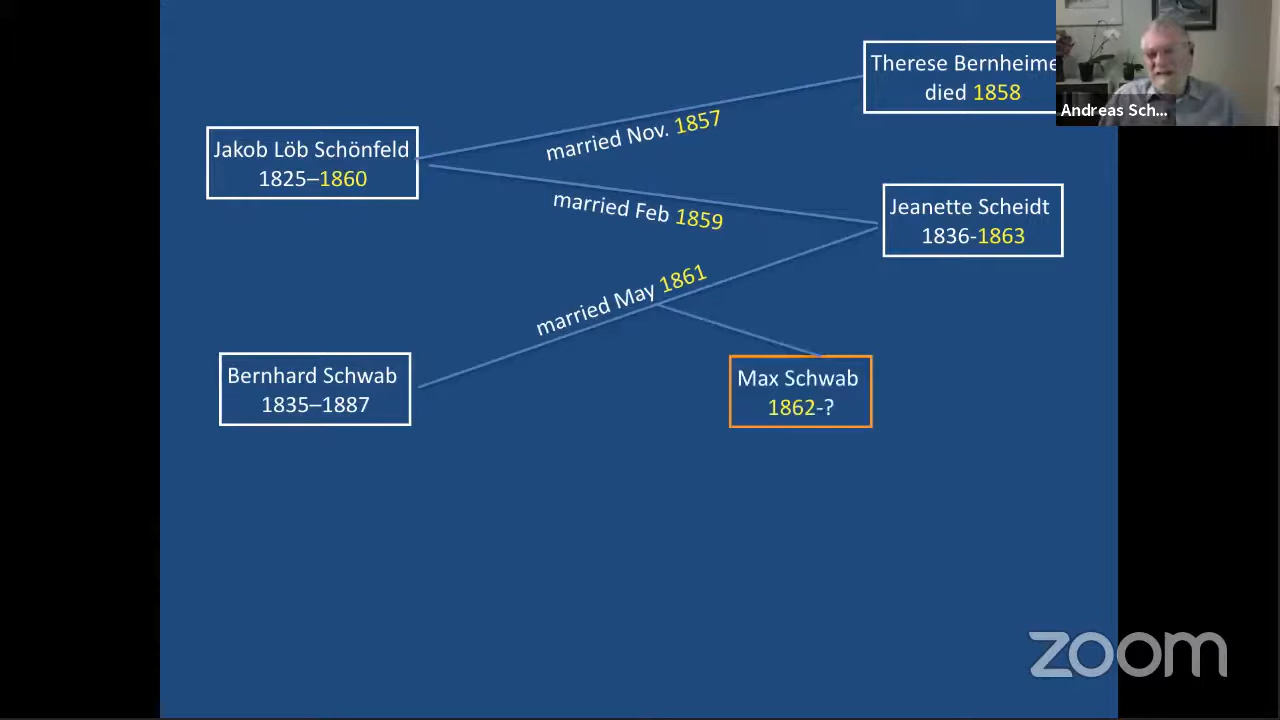 Therese Bernheime
died 1858
Andreas Sch...
married Nov. 1857
Jakob Löb Schönfeld
1825–1860
married Feb 1859
Jeanette Scheidt
1836-1863
married May 1861
Bernhard Schwab
1835–1887
Max Schwab
1862-?
zoom